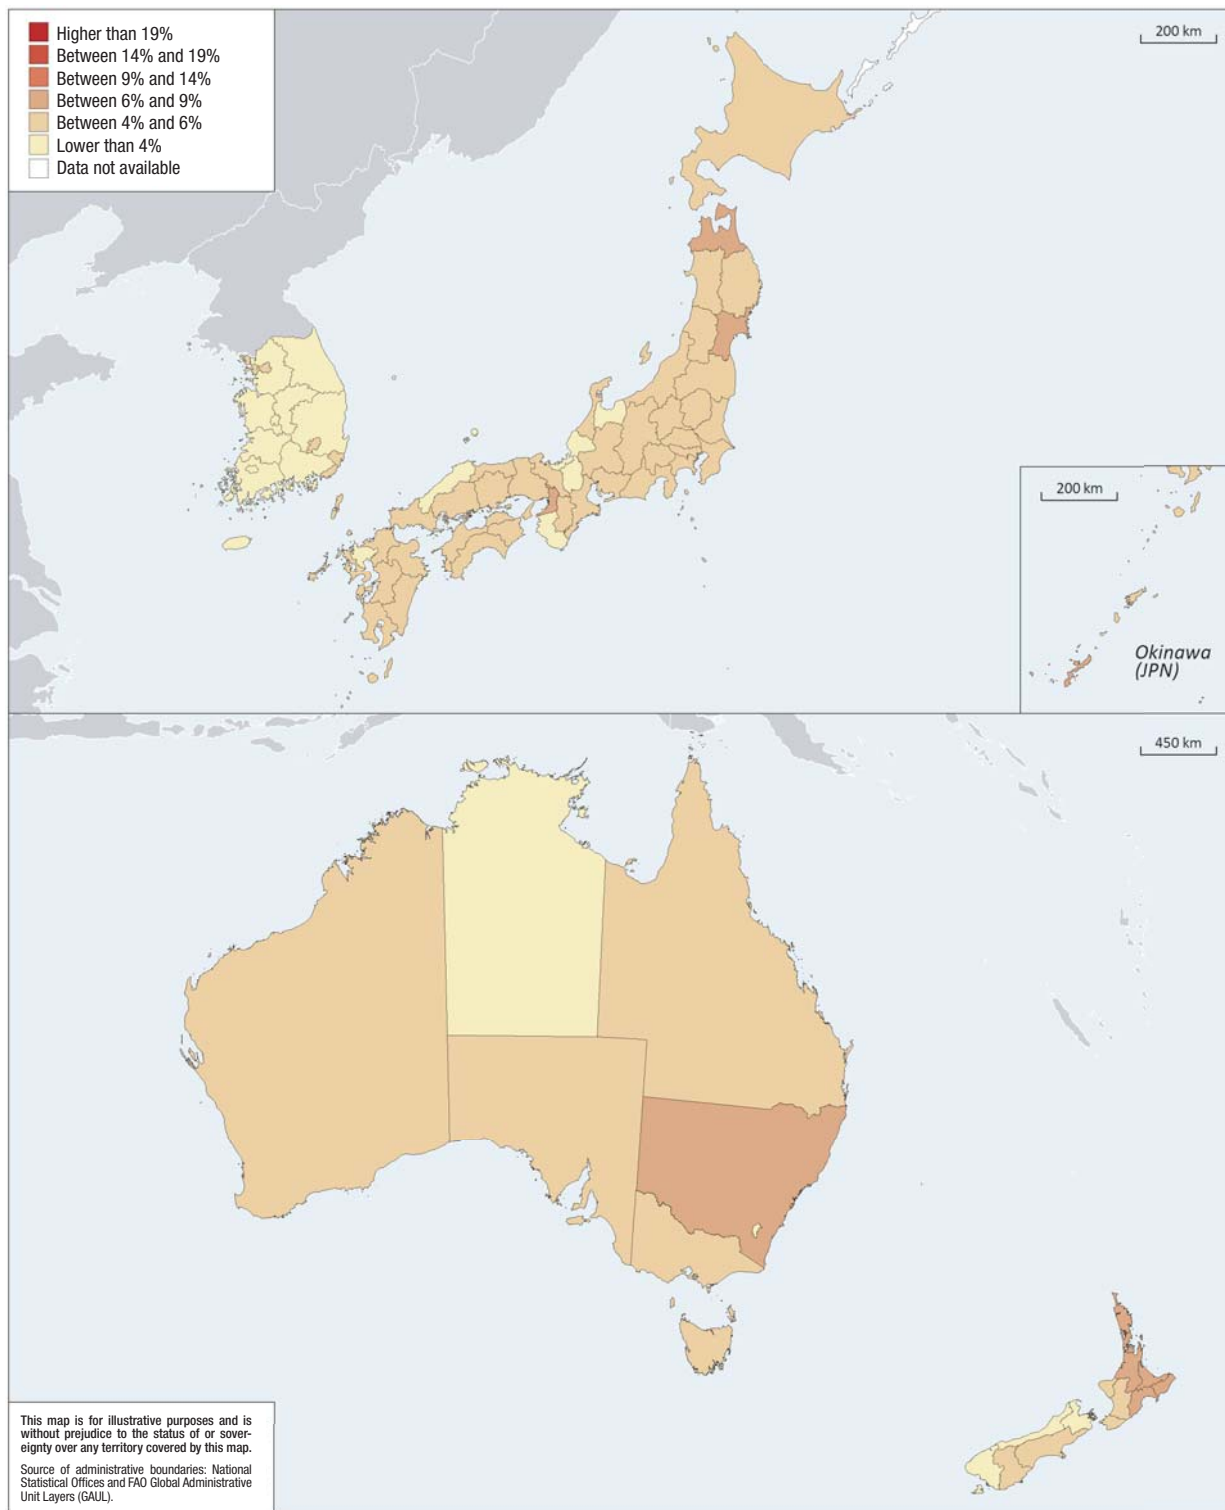 Higher than 19%
Between 14% and 19%
Between 9% and 14%
Between 6% and 9%
Between 4% and 6%
Lower than 4%
Data not available
200 km
200 km
Okinawa
(JPN)
450 km
This map is for illustrative purposes and is
without prejudice to the status of or sover-
eignty over any territory covered by this map.
Source of administrative boundaries: National
Statistical Offices and FAO Global Administrative
Unit Layers (GAUL).